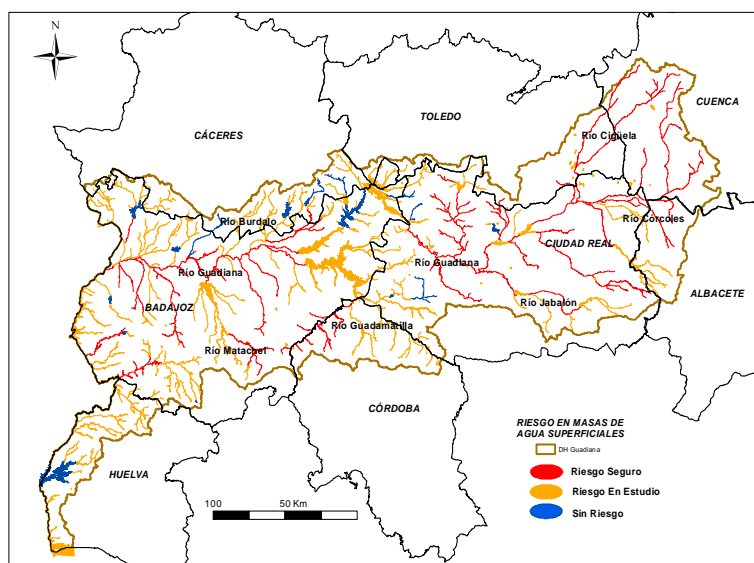 N
CUENCA
TOLEDO
CÁCERES
Río Cigüela
Río Burdalo
Río Córcoles
CIUDAD REAL
Río Guadiana
Río Guadiana
ALBACETE
BADAJOZ
Río Jabalón
Río Guadamatilla
Río Matachel
CÓRDOBA
HUELVA
RIESGO EN MASAS DE
AGUA SUPERFICIALES
DH Guadiana
Riesgo Seguro
Riesgo En Estudio
Sin Riesgo
100 50 Km